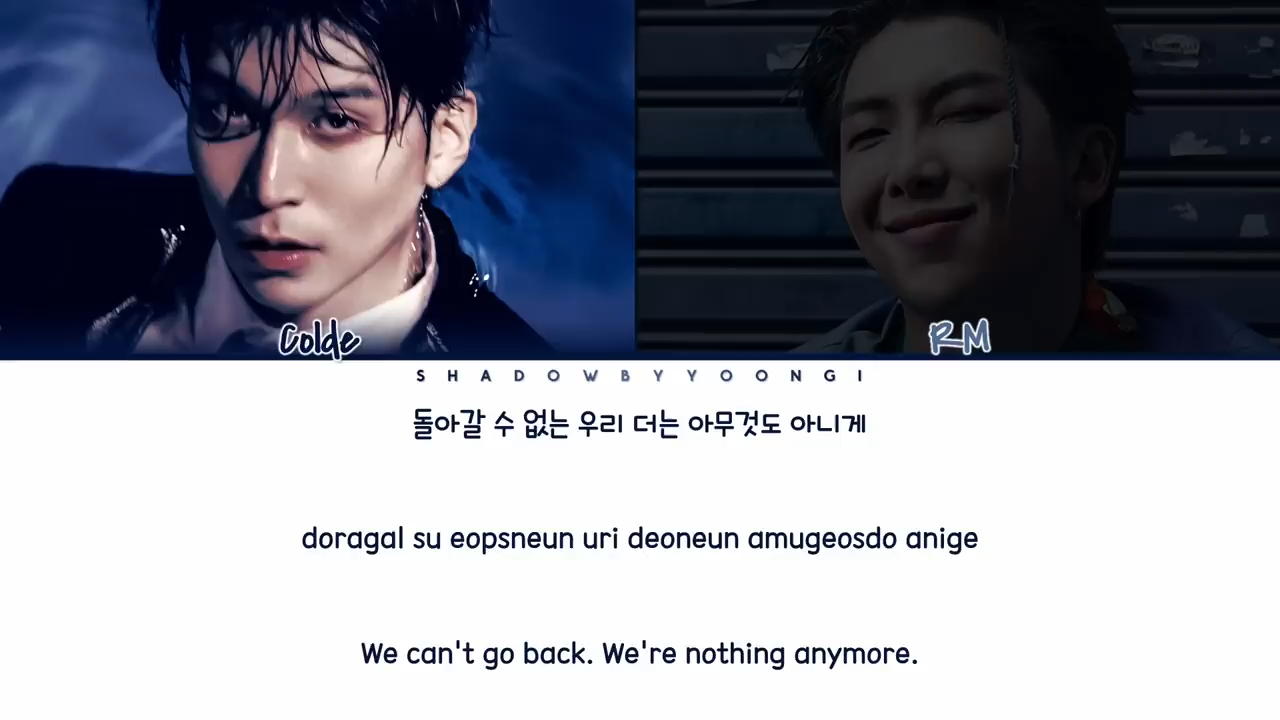 Colde
RM
SHADOWBYYOONGI
돌아갈 수 없는 우리 더는 아무것도 아니게
doragal su eopsneun uri deoneun amugeosdo anige
We can't go back. We're nothing anymore.